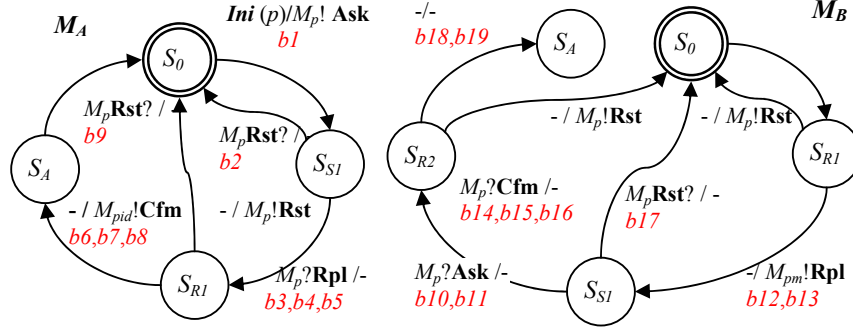 M_A
S_0
Ini (p)/M_p! Ask
b1
M_pRst? /
b9
M_pRst? /
b2
S_A
S_S1
- / M_pid!Cfm
b6,b7,b8
- / M_p!Rst
S_R1
M_p?Rpl /-
b3,b4,b5
-/-
b18,b19
S_A
S_0
M_B
- / M_p!Rst
- / M_p!Rst
S_R2
S_R1
M_p?Cfm /-
b14,b15,b16
M_pRst? / -
b17
M_p?Ask /-
b10,b11
S_S1
-/ M_pm!Rpl
b12,b13